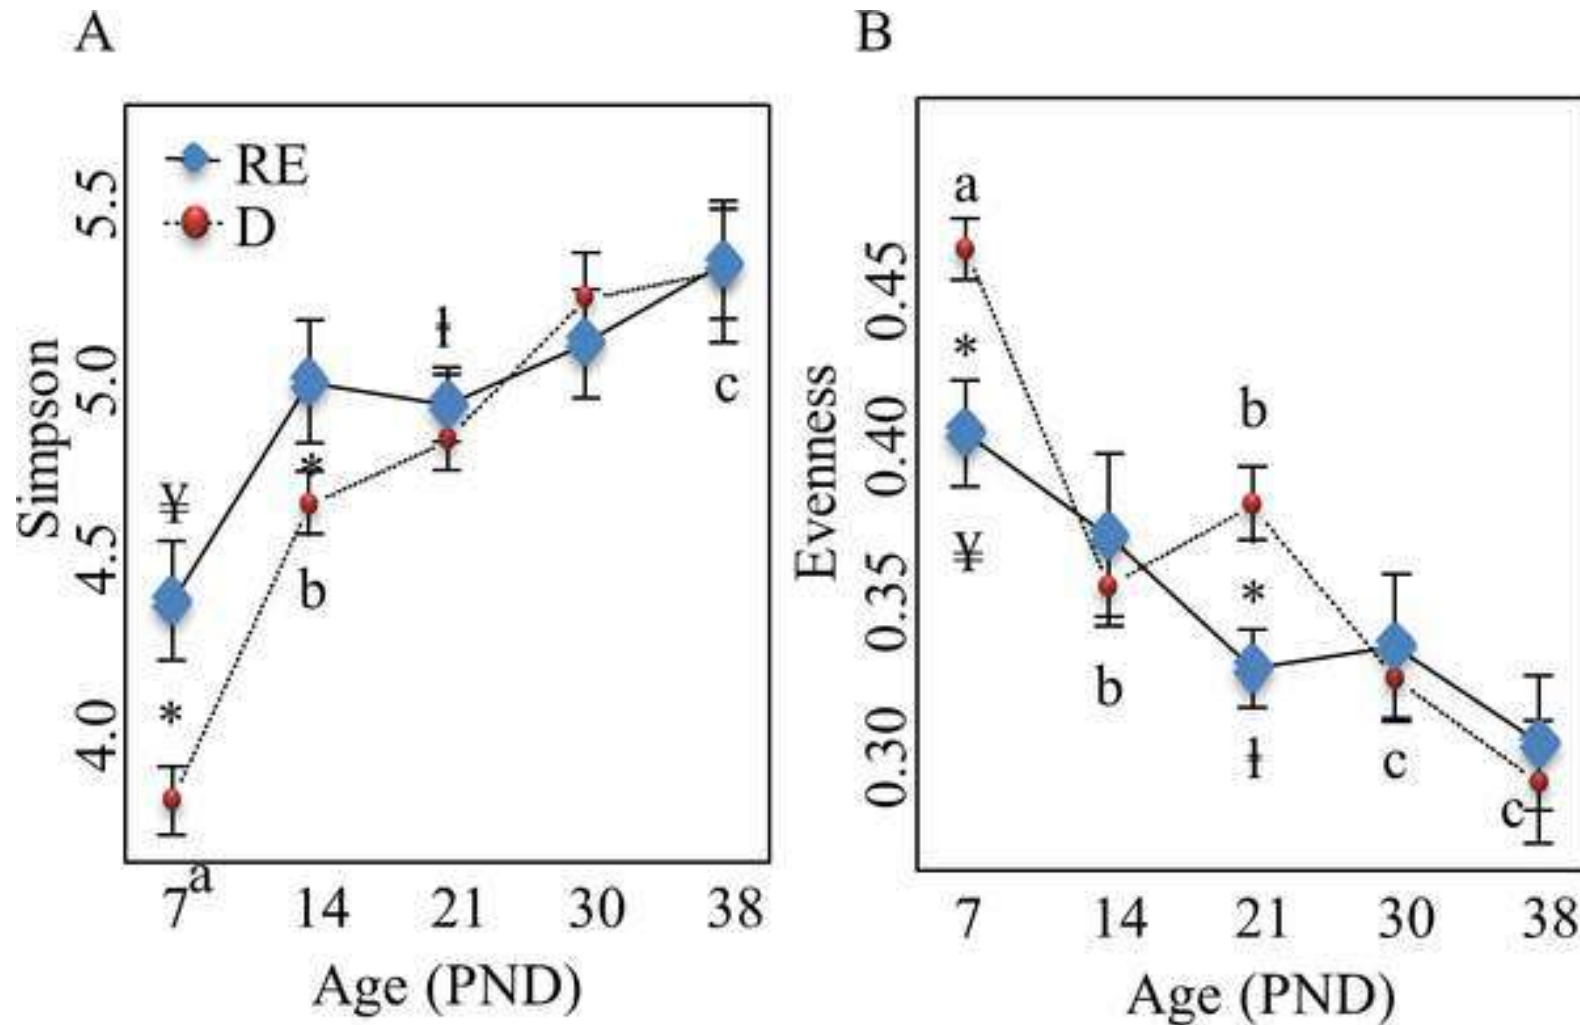 A
RE
D
5.5
5.0
4.5
4.0
Simpson
¥
*
*
b
ƚ
c
a
7 14 21 30 38
Age (PND)
B
0.45
0.40
0.35
0.30
Evenness
a
*
¥
b
b
*
ƚ
c
c
7 14 21 30 38
Age (PND)